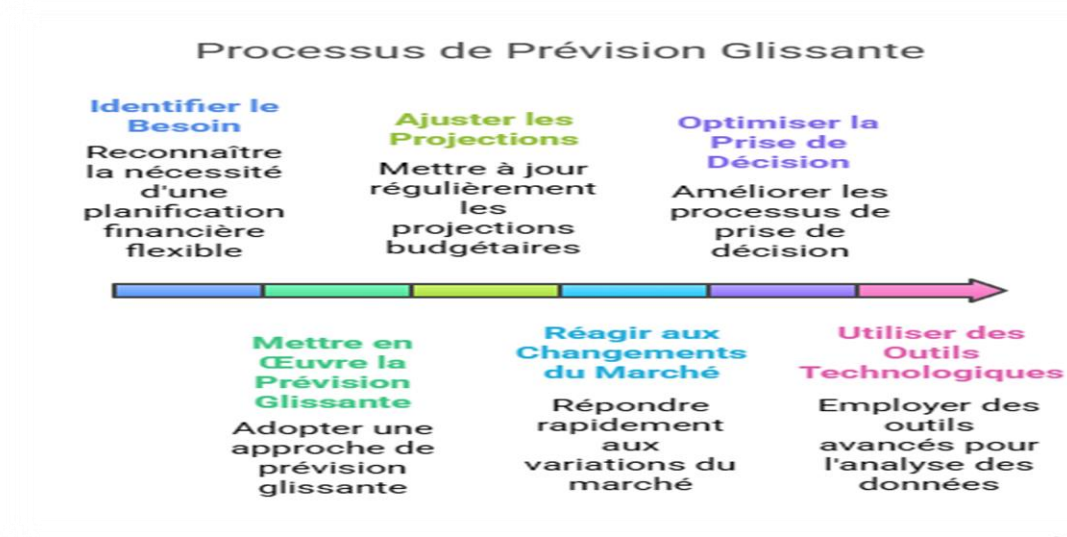 Processus de Prévision Glissante
Identifier le
Besoin
Reconnaître
la nécessité
d'une
planification
financière
flexible
Mettre en
Œuvre la
Prévision
Glissante
Adopter une
approche de
prévision
glissante
Ajuster les
Projections
Mettre à jour
régulièrement
les
projections
budgétaires
Réagir aux
Changements
du Marché
Répondre
rapidement
aux
variations du
marché
Optimiser la
Prise de
Décision
Améliorer les
processus de
prise de
décision
Utiliser des
Outils
Technologiques
Employer des
outils
avancés pour
l'analyse des
données